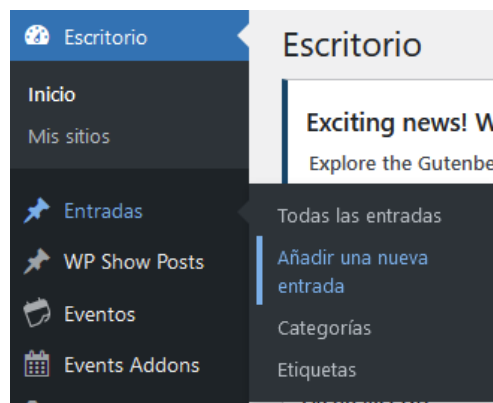 Escritorio
Inicio
Mis sitios
Entradas
WP Show Posts
Eventos
Events Addons
Escritorio
Exciting news! W
Explore the Gutenbe
Todas las entradas
Añadir una nueva
entrada
Categorías
Etiquetas